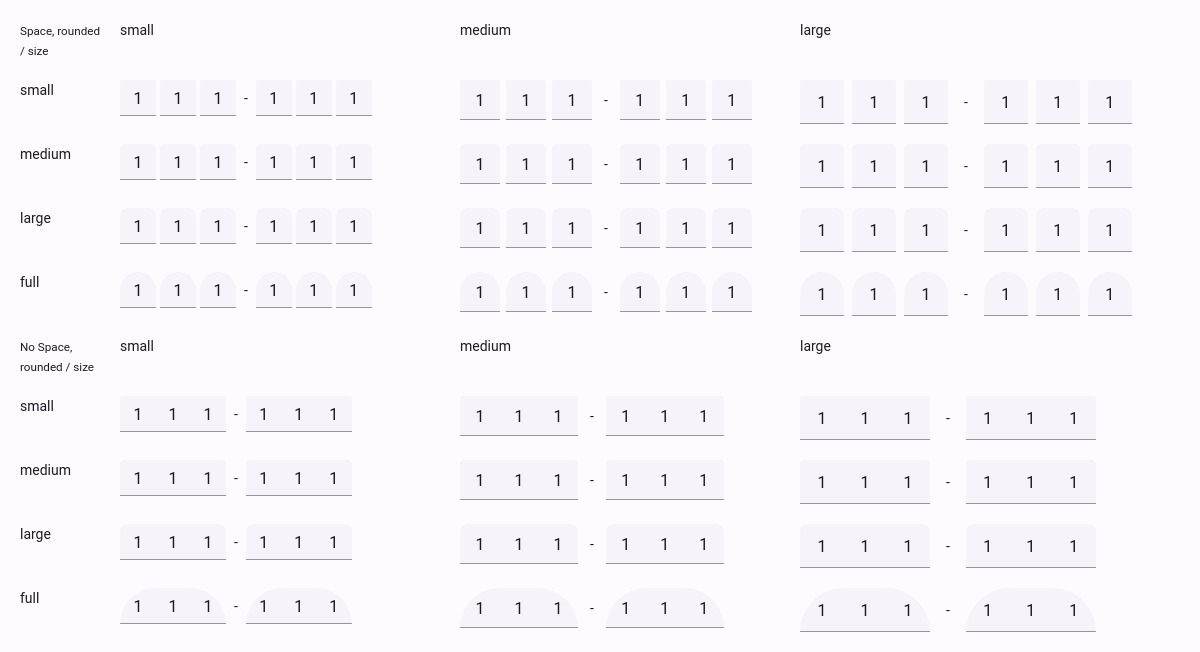 Space, rounded / size small medium large
small 1 1 1 - 1 1 1 1 1 1 - 1 1 1 1 1 1 - 1 1 1
medium 1 1 1 - 1 1 1 1 1 1 - 1 1 1 1 1 1 - 1 1 1
large 1 1 1 - 1 1 1 1 1 1 - 1 1 1 1 1 1 - 1 1 1
full 1 1 1 - 1 1 1 1 1 1 - 1 1 1 1 1 1 - 1 1 1
No Space, rounded / size small medium large
small 1 1 1 - 1 1 1 1 1 1 - 1 1 1 1 1 1 - 1 1 1
medium 1 1 1 - 1 1 1 1 1 1 - 1 1 1 1 1 1 - 1 1 1
large 1 1 1 - 1 1 1 1 1 1 - 1 1 1 1 1 1 - 1 1 1
full 1 1 1 - 1 1 1 1 1 1 - 1 1 1 1 1 1 - 1 1 1